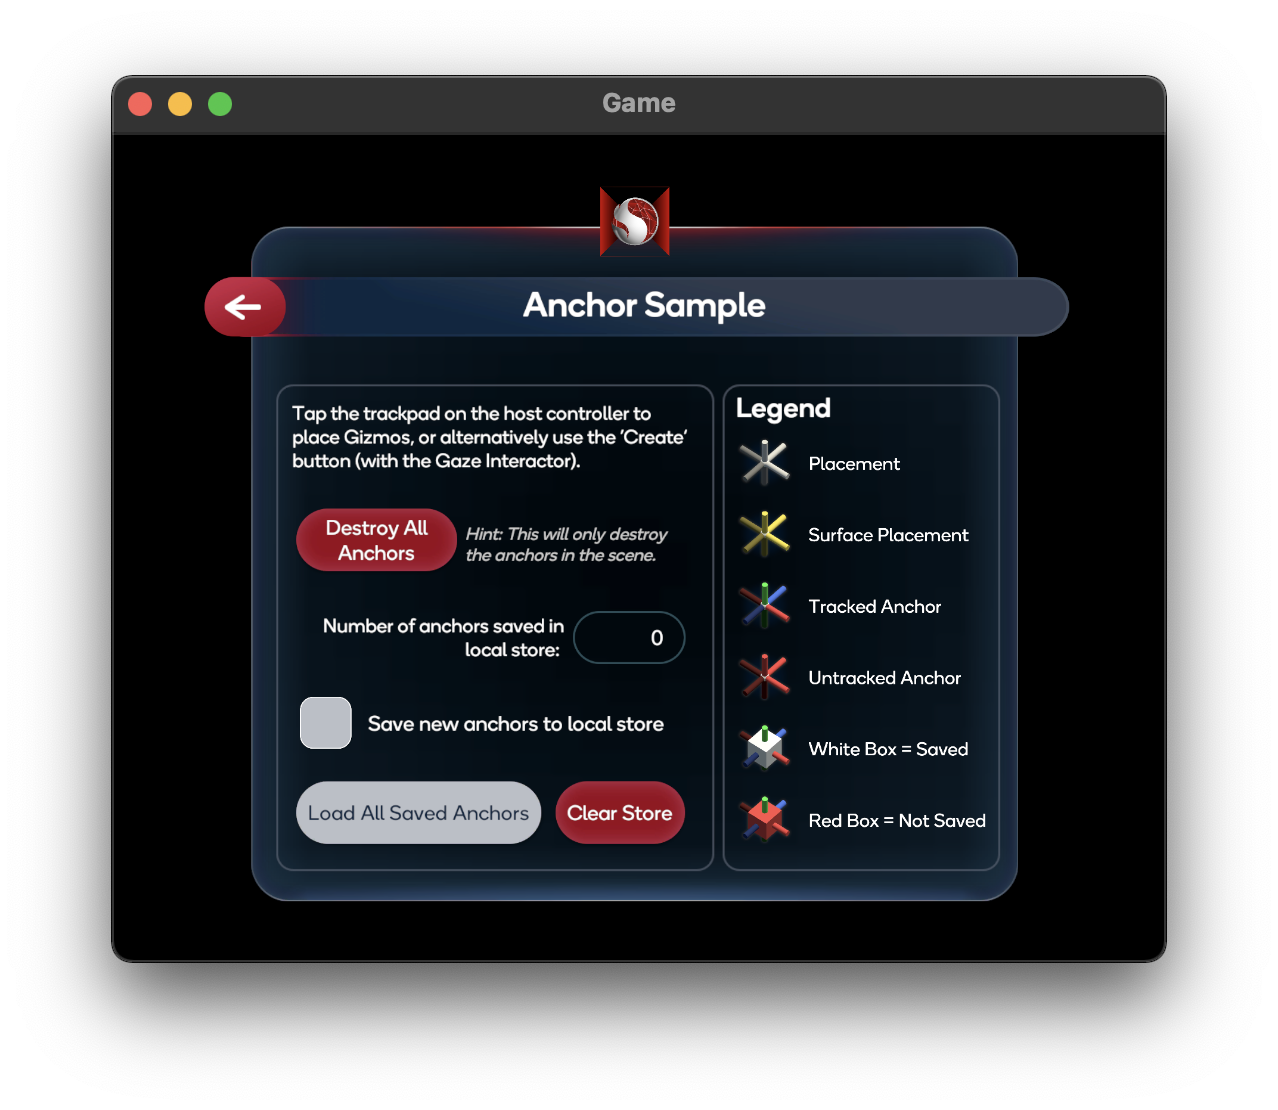 Game
Anchor Sample
Tap the trackpad on the host controller to
place Gizmos, or alternatively use the ‘Create’
button (with the Gaze Interactor).
Destroy All
Anchors
Hint: This will only destroy
the anchors in the scene.
Number of anchors saved in
local store:
0
Save new anchors to local store
Load All Saved Anchors
Clear Store
Legend
Placement
Surface Placement
Tracked Anchor
Untracked Anchor
White Box = Saved
Red Box = Not Saved